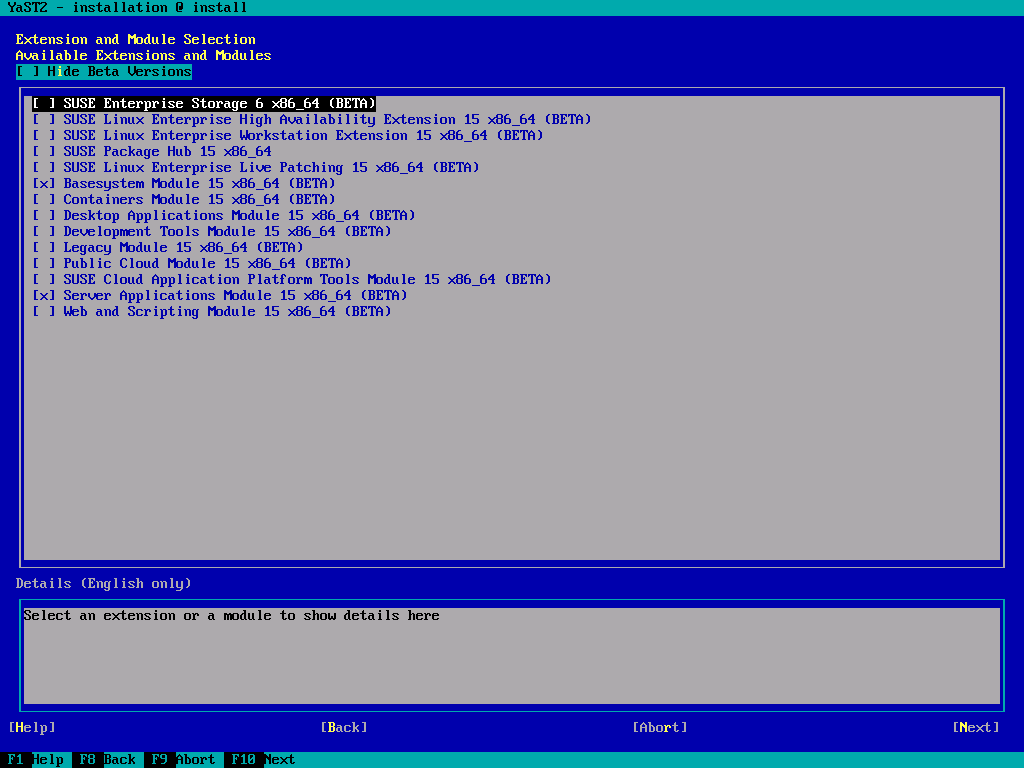 YaST2 - installation @ install
Extension and Module Selection
Available Extensions and Modules
[ ] Hide Beta Versions
[ ] SUSE Enterprise Storage 6 x86_64 (BETA)
[ ] SUSE Linux Enterprise High Availability Extension 15 x86_64 (BETA)
[ ] SUSE Linux Enterprise Workstation Extension 15 x86_64 (BETA)
[ ] SUSE Package Hub 15 x86_64
[ ] SUSE Linux Enterprise Live Patching 15 x86_64 (BETA)
[x] Basesystem Module 15 x86_64 (BETA)
[ ] Containers Module 15 x86_64 (BETA)
[ ] Desktop Applications Module 15 x86_64 (BETA)
[ ] Development Tools Module 15 x86_64 (BETA)
[ ] Legacy Module 15 x86_64 (BETA)
[ ] Public Cloud Module 15 x86_64 (BETA)
[ ] SUSE Cloud Application Platform Tools Module 15 x86_64 (BETA)
[x] Server Applications Module 15 x86_64 (BETA)
[ ] Web and Scripting Module 15 x86_64 (BETA)
Details (English only)
Select an extension or a module to show details here
[Help] [Back] [Abort] [Next]
F1 Help F8 Back F9 Abort F10 Next